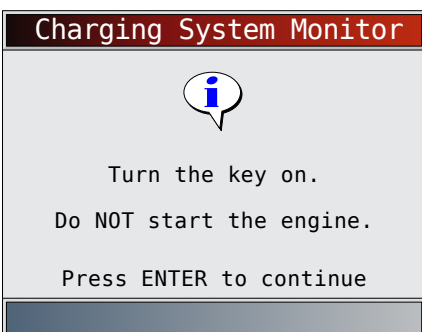 Charging System Monitor
i
Turn the key on.
Do NOT start the engine.
Press ENTER to continue